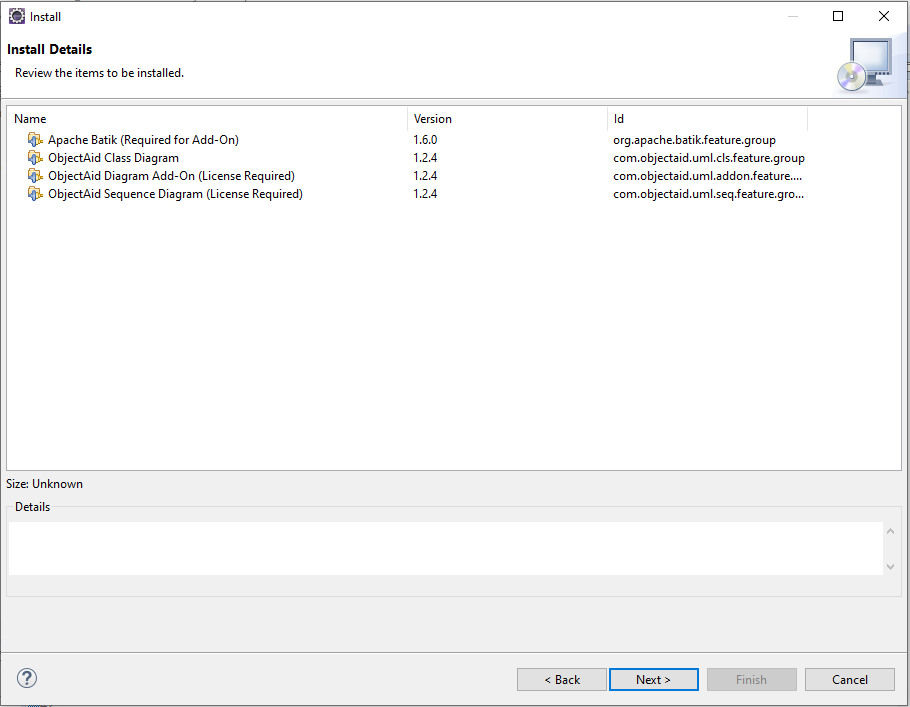 Install
Install Details
Review the items to be installed.
Name Version Id
Apache Batik (Required for Add-On) 1.6.0 org.apache.batik.feature.group
ObjectAid Class Diagram 1.2.4 com.objectaid.uml.cls.feature.group
ObjectAid Diagram Add-On (License Required) 1.2.4 com.objectaid.uml.addon.feature....
ObjectAid Sequence Diagram (License Required) 1.2.4 com.objectaid.uml.seq.feature.gro...
Size: Unknown
Details
? < Back Next > Finish Cancel